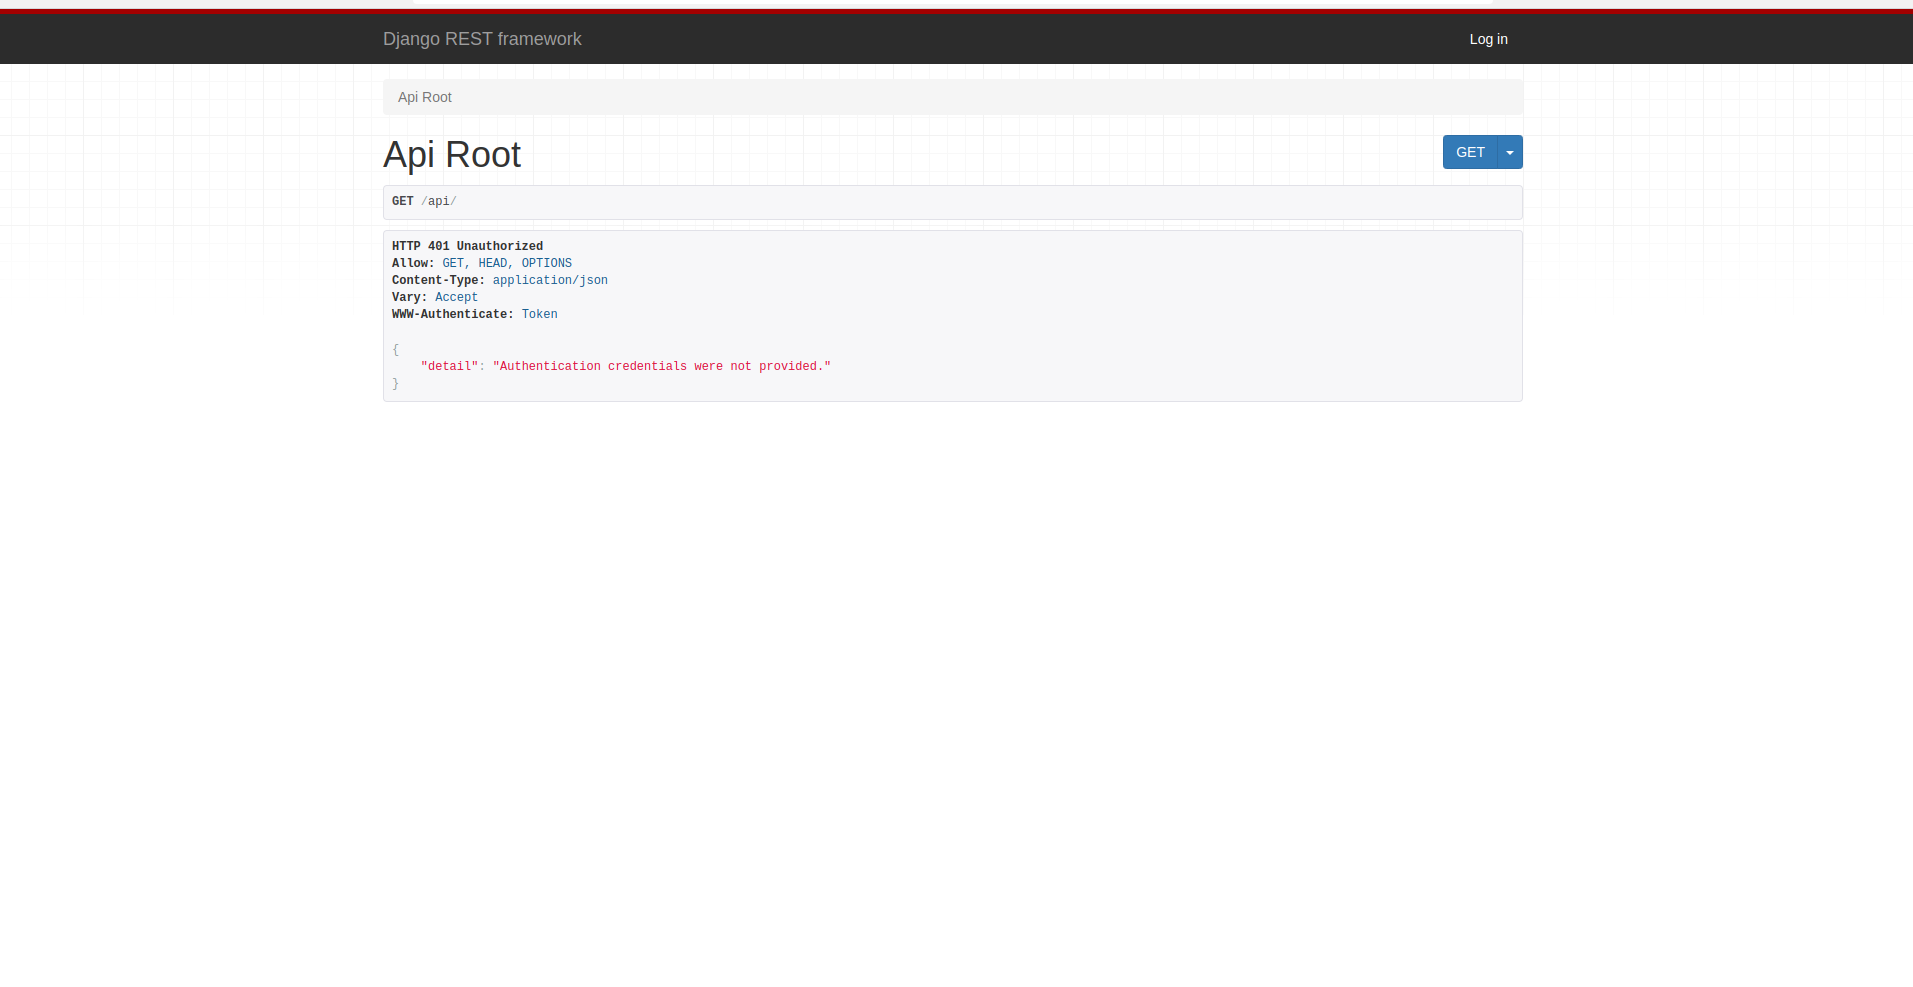 Django REST framework
Log in
Api Root
Api Root
GET
GET /api/
HTTP 401 Unauthorized
Allow: GET, HEAD, OPTIONS
Content-Type: application/json
Vary: Accept
WWW-Authenticate: Token
{
    "detail": "Authentication credentials were not provided."
}